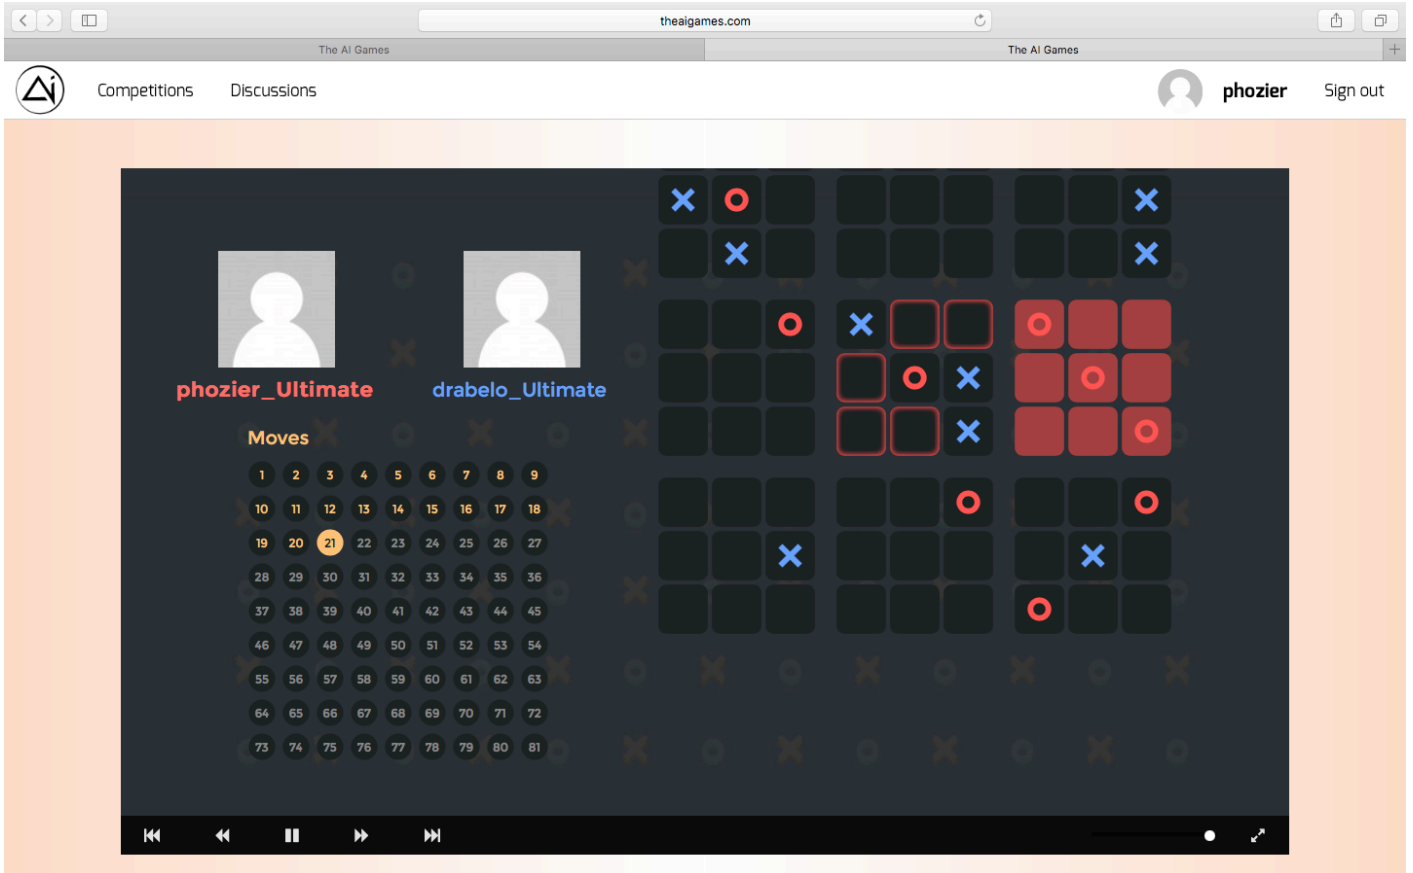 theaigames.com
The AI Games
The AI Games
Ai
Competitions
Discussions
phozier
Sign out
phozier_Ultimate
drabelo_Ultimate
Moves
1 2 3 4 5 6 7 8 9
10 11 12 13 14 15 16 17 18
19 20 21 22 23 24 25 26 27
28 29 30 31 32 33 34 35 36
37 38 39 40 41 42 43 44 45
46 47 48 49 50 51 52 53 54
55 56 57 58 59 60 61 62 63
64 65 66 67 68 69 70 71 72
73 74 75 76 77 78 79 80 81